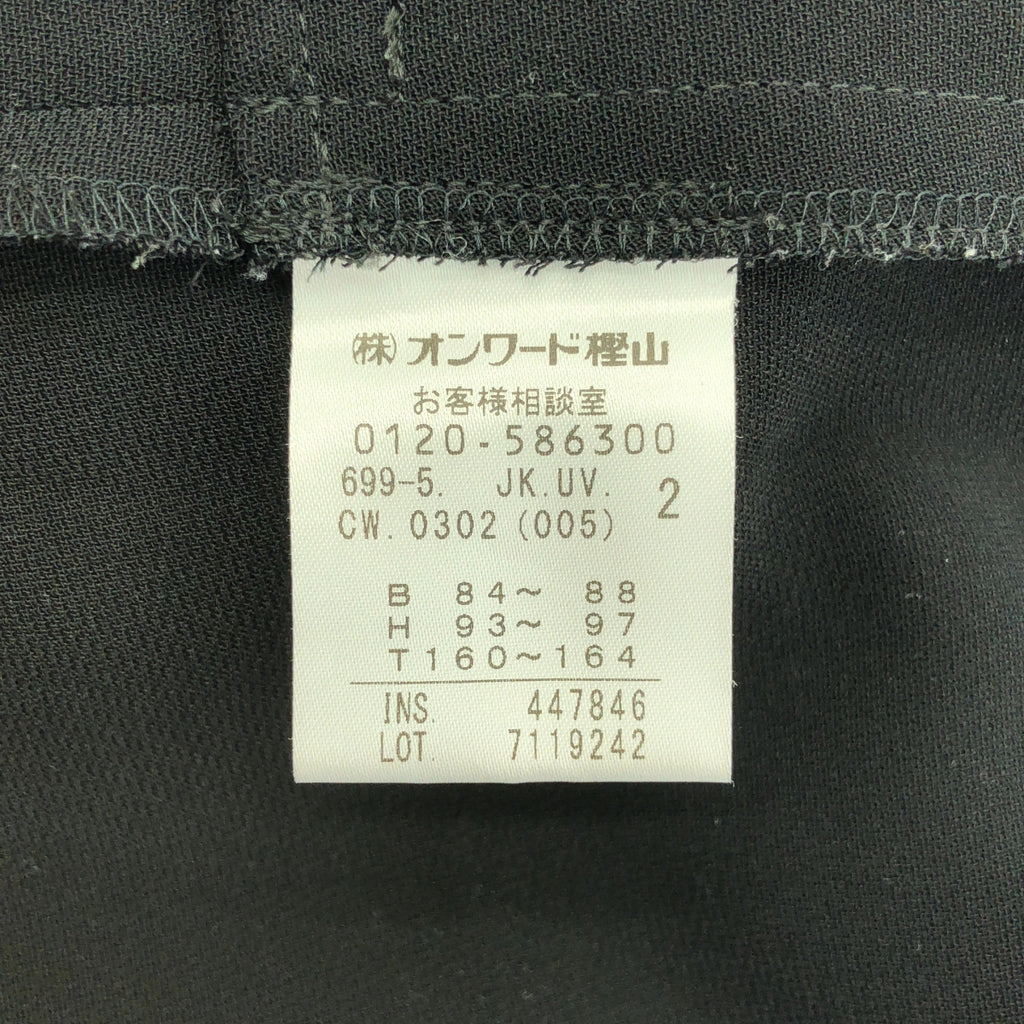 ㈱オンワード樫山
お客様相談室
0120-586300
699-5. JK.UV. 2
CW. 0302 (005)
B 84～ 88
H 93～ 97
T160～164
INS. 447846
LOT. 7119242